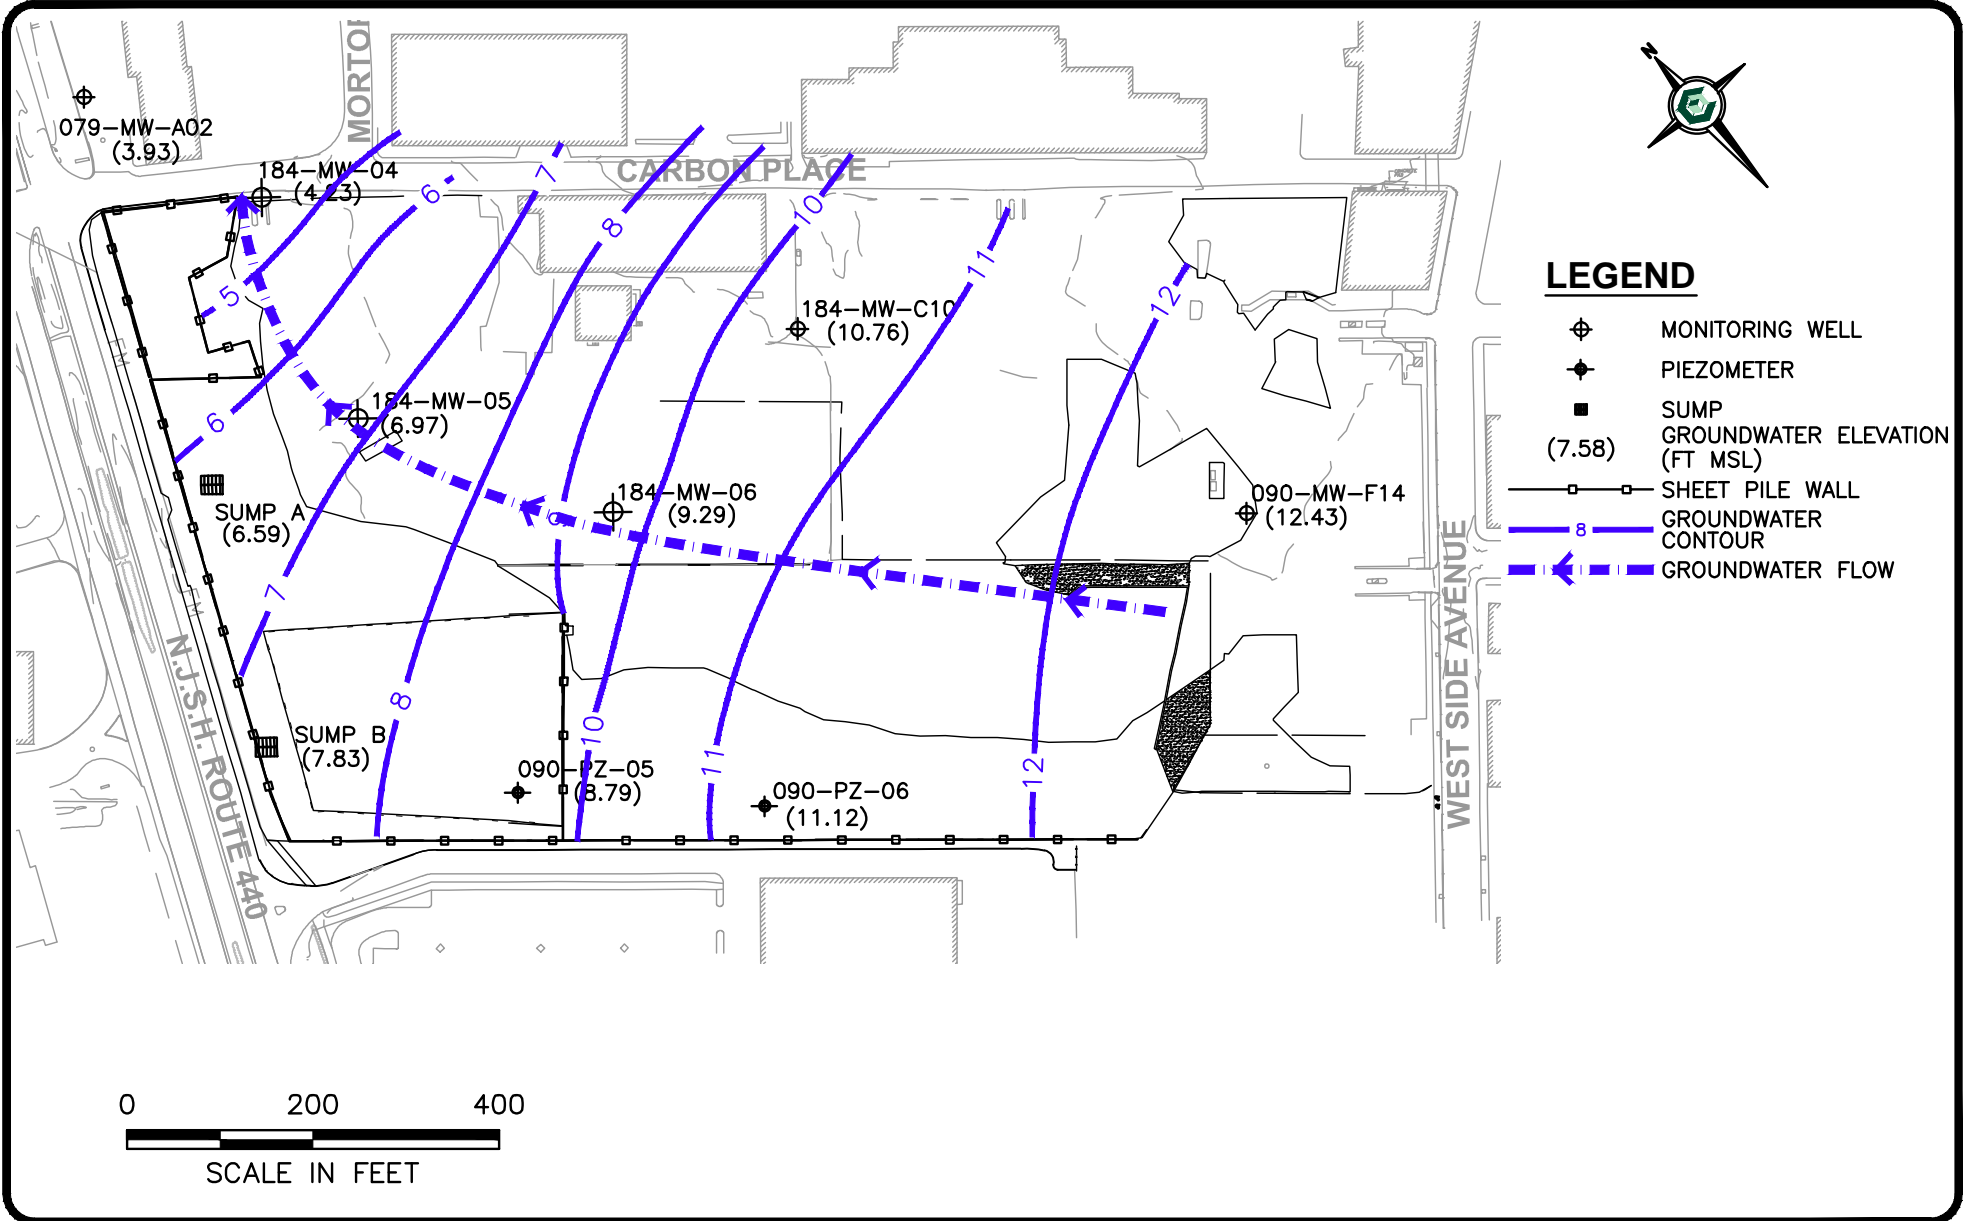 N
MORTO
079-MW-A02
(3.93)
184-MW-04
(4.23)
CARBON PLACE
6
7
8
10
11
12
5
184-MW-C10
(10.76)
LEGEND
MONITORING WELL
PIEZOMETER
SUMP
(7.58)
GROUNDWATER ELEVATION
(FT MSL)
SHEET PILE WALL
8
GROUNDWATER
CONTOUR
GROUNDWATER FLOW
FM
184-MW-05
(6.97)
6
SUMP A
(6.59)
184-MW-06
(9.29)
9
090-MW-F14
(12.43)
FM
7
8
10
11
12
SUMP B
(7.83)
090-PZ-05
(8.79)
090-PZ-06
(11.12)
N.J.S.H. ROUTE 440
WEST SIDE AVENUE
0 200 400
SCALE IN FEET